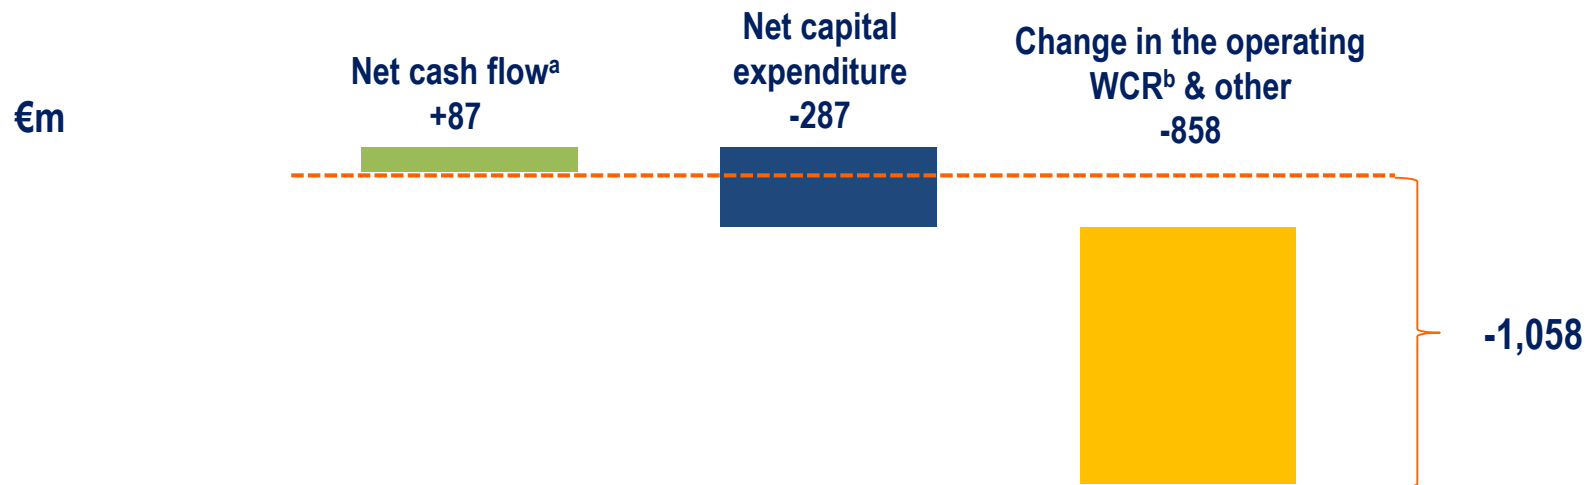 €m
Net cash flowᵃ
+87
Net capital
expenditure
-287
Change in the operating
WCRᵇ & other
-858
-1,058